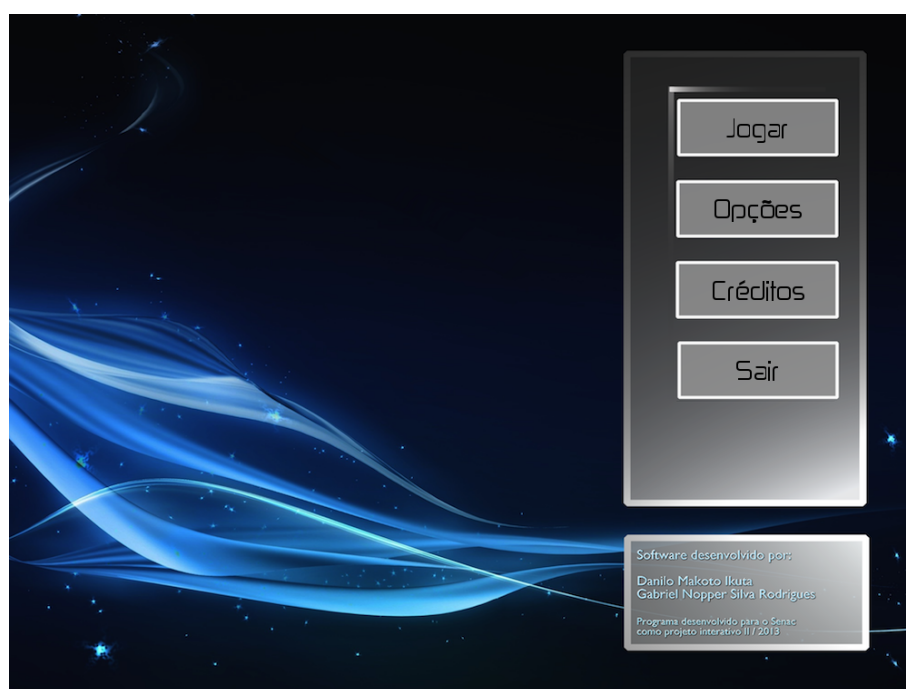 Jogar
Opções
Créditos
Sair
Software desenvolvido por:
Danilo Makoto Ikuta
Gabriel Nopper Silva Rodrigues
Programa desenvolvido para o Senac
como projeto interativo II / 2013